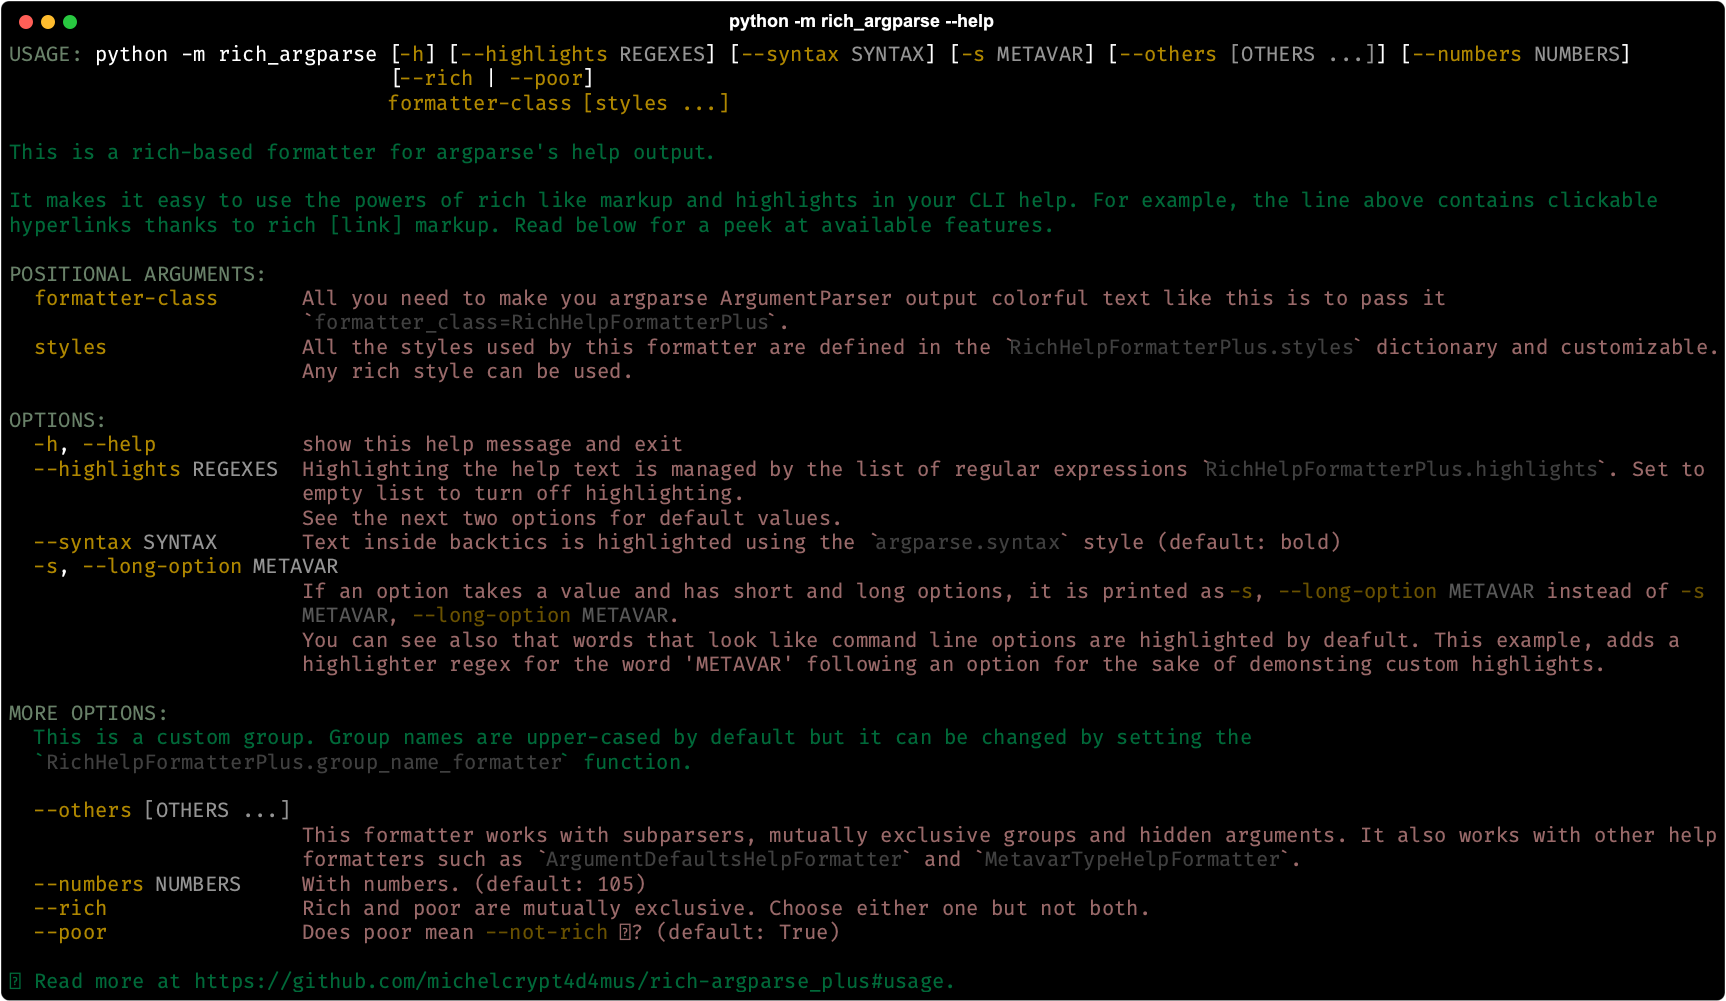 python -m rich_argparse --help
USAGE: python -m rich_argparse [-h] [--highlights REGEXES] [--syntax SYNTAX] [-s METAVAR] [--others [OTHERS ...]] [--numbers NUMBERS]
[--rich | --poor]
formatter-class [styles ...]
This is a rich-based formatter for argparse's help output.
It makes it easy to use the powers of rich like markup and highlights in your CLI help. For example, the line above contains clickable
hyperlinks thanks to rich [link] markup. Read below for a peek at available features.
POSITIONAL ARGUMENTS:
formatter-class All you need to make you argparse ArgumentParser output colorful text like this is to pass it
`formatter_class=RichHelpFormatterPlus`.
styles All the styles used by this formatter are defined in the `RichHelpFormatterPlus.styles` dictionary and customizable.
Any rich style can be used.
OPTIONS:
-h, --help show this help message and exit
--highlights REGEXES Highlighting the help text is managed by the list of regular expressions `RichHelpFormatterPlus.highlights`. Set to
empty list to turn off highlighting.
See the next two options for default values.
--syntax SYNTAX Text inside backtics is highlighted using the `argparse.syntax` style (default: bold)
-s, --long-option METAVAR
If an option takes a value and has short and long options, it is printed as -s, --long-option METAVAR instead of -s
METAVAR, --long-option METAVAR.
You can see also that words that look like command line options are highlighted by deafult. This example, adds a
highlighter regex for the word 'METAVAR' following an option for the sake of demonsting custom highlights.
MORE OPTIONS:
This is a custom group. Group names are upper-cased by default but it can be changed by setting the
`RichHelpFormatterPlus.group_name_formatter` function.
--others [OTHERS ...]
This formatter works with subparsers, mutually exclusive groups and hidden arguments. It also works with other help
formatters such as `ArgumentDefaultsHelpFormatter` and `MetavarTypeHelpFormatter`.
--numbers NUMBERS With numbers. (default: 105)
--rich Rich and poor are mutually exclusive. Choose either one but not both.
--poor Does poor mean --not-rich ? (default: True)
Read more at https://github.com/michelcrypt4d4mus/rich-argparse_plus#usage.